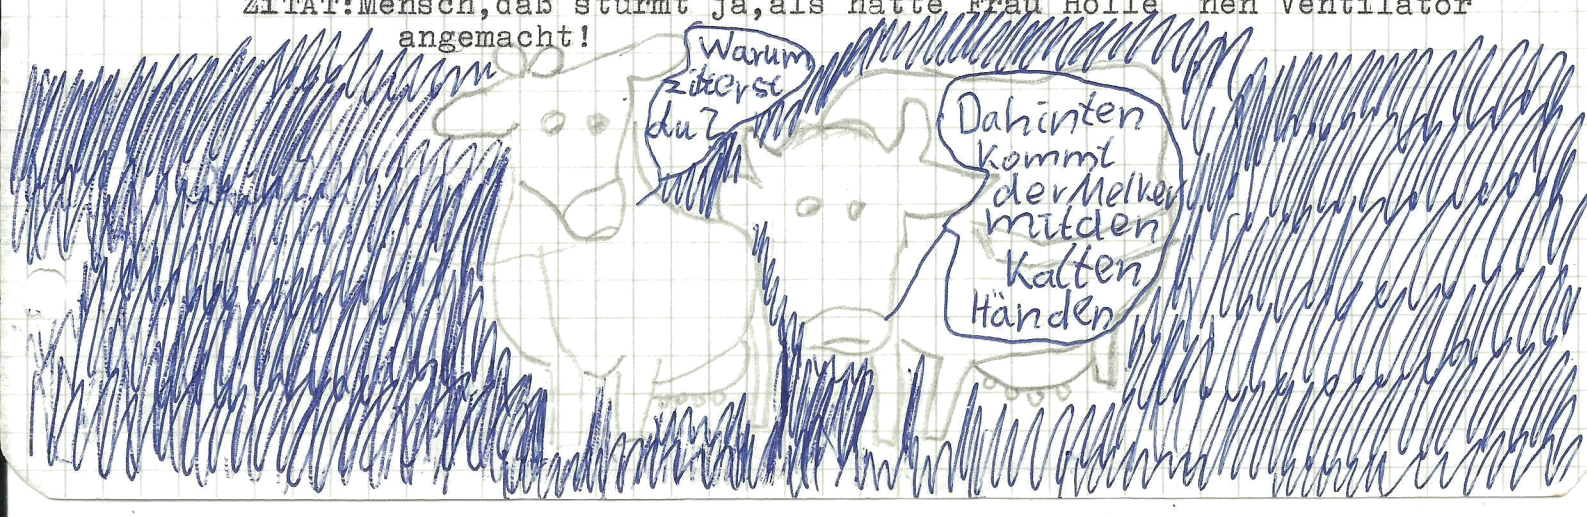 ZITAT:Mensch,daß stürmt ja,als hätte Frau Holle 'nen Ventilator
angemacht!
Warum
zitterst
du?
Dahinten
kommt
der Melker
mit den
kalten
Händen